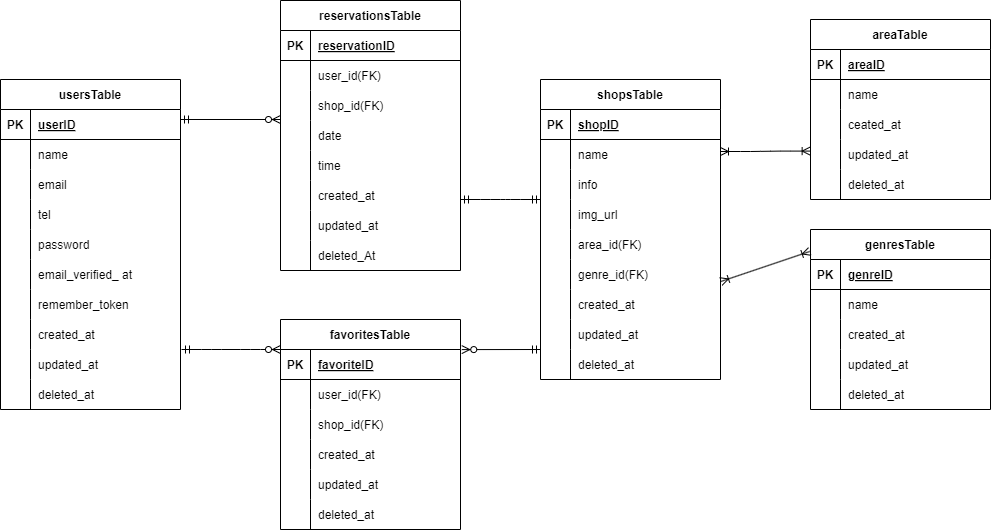 usersTable
PK userID
name
email
tel
password
email_verified_ at
remember_token
created_at
updated_at
deleted_at
reservationsTable
PK reservationID
user_id(FK)
shop_id(FK)
date
time
created_at
updated_at
deleted_At
favoritesTable
PK favoriteID
user_id(FK)
shop_id(FK)
created_at
updated_at
deleted_at
shopsTable
PK shopID
name
info
img_url
area_id(FK)
genre_id(FK)
created_at
updated_at
deleted_at
areaTable
PK areaID
name
ceated_at
updated_at
deleted_at
genresTable
PK genreID
name
created_at
updated_at
deleted_at